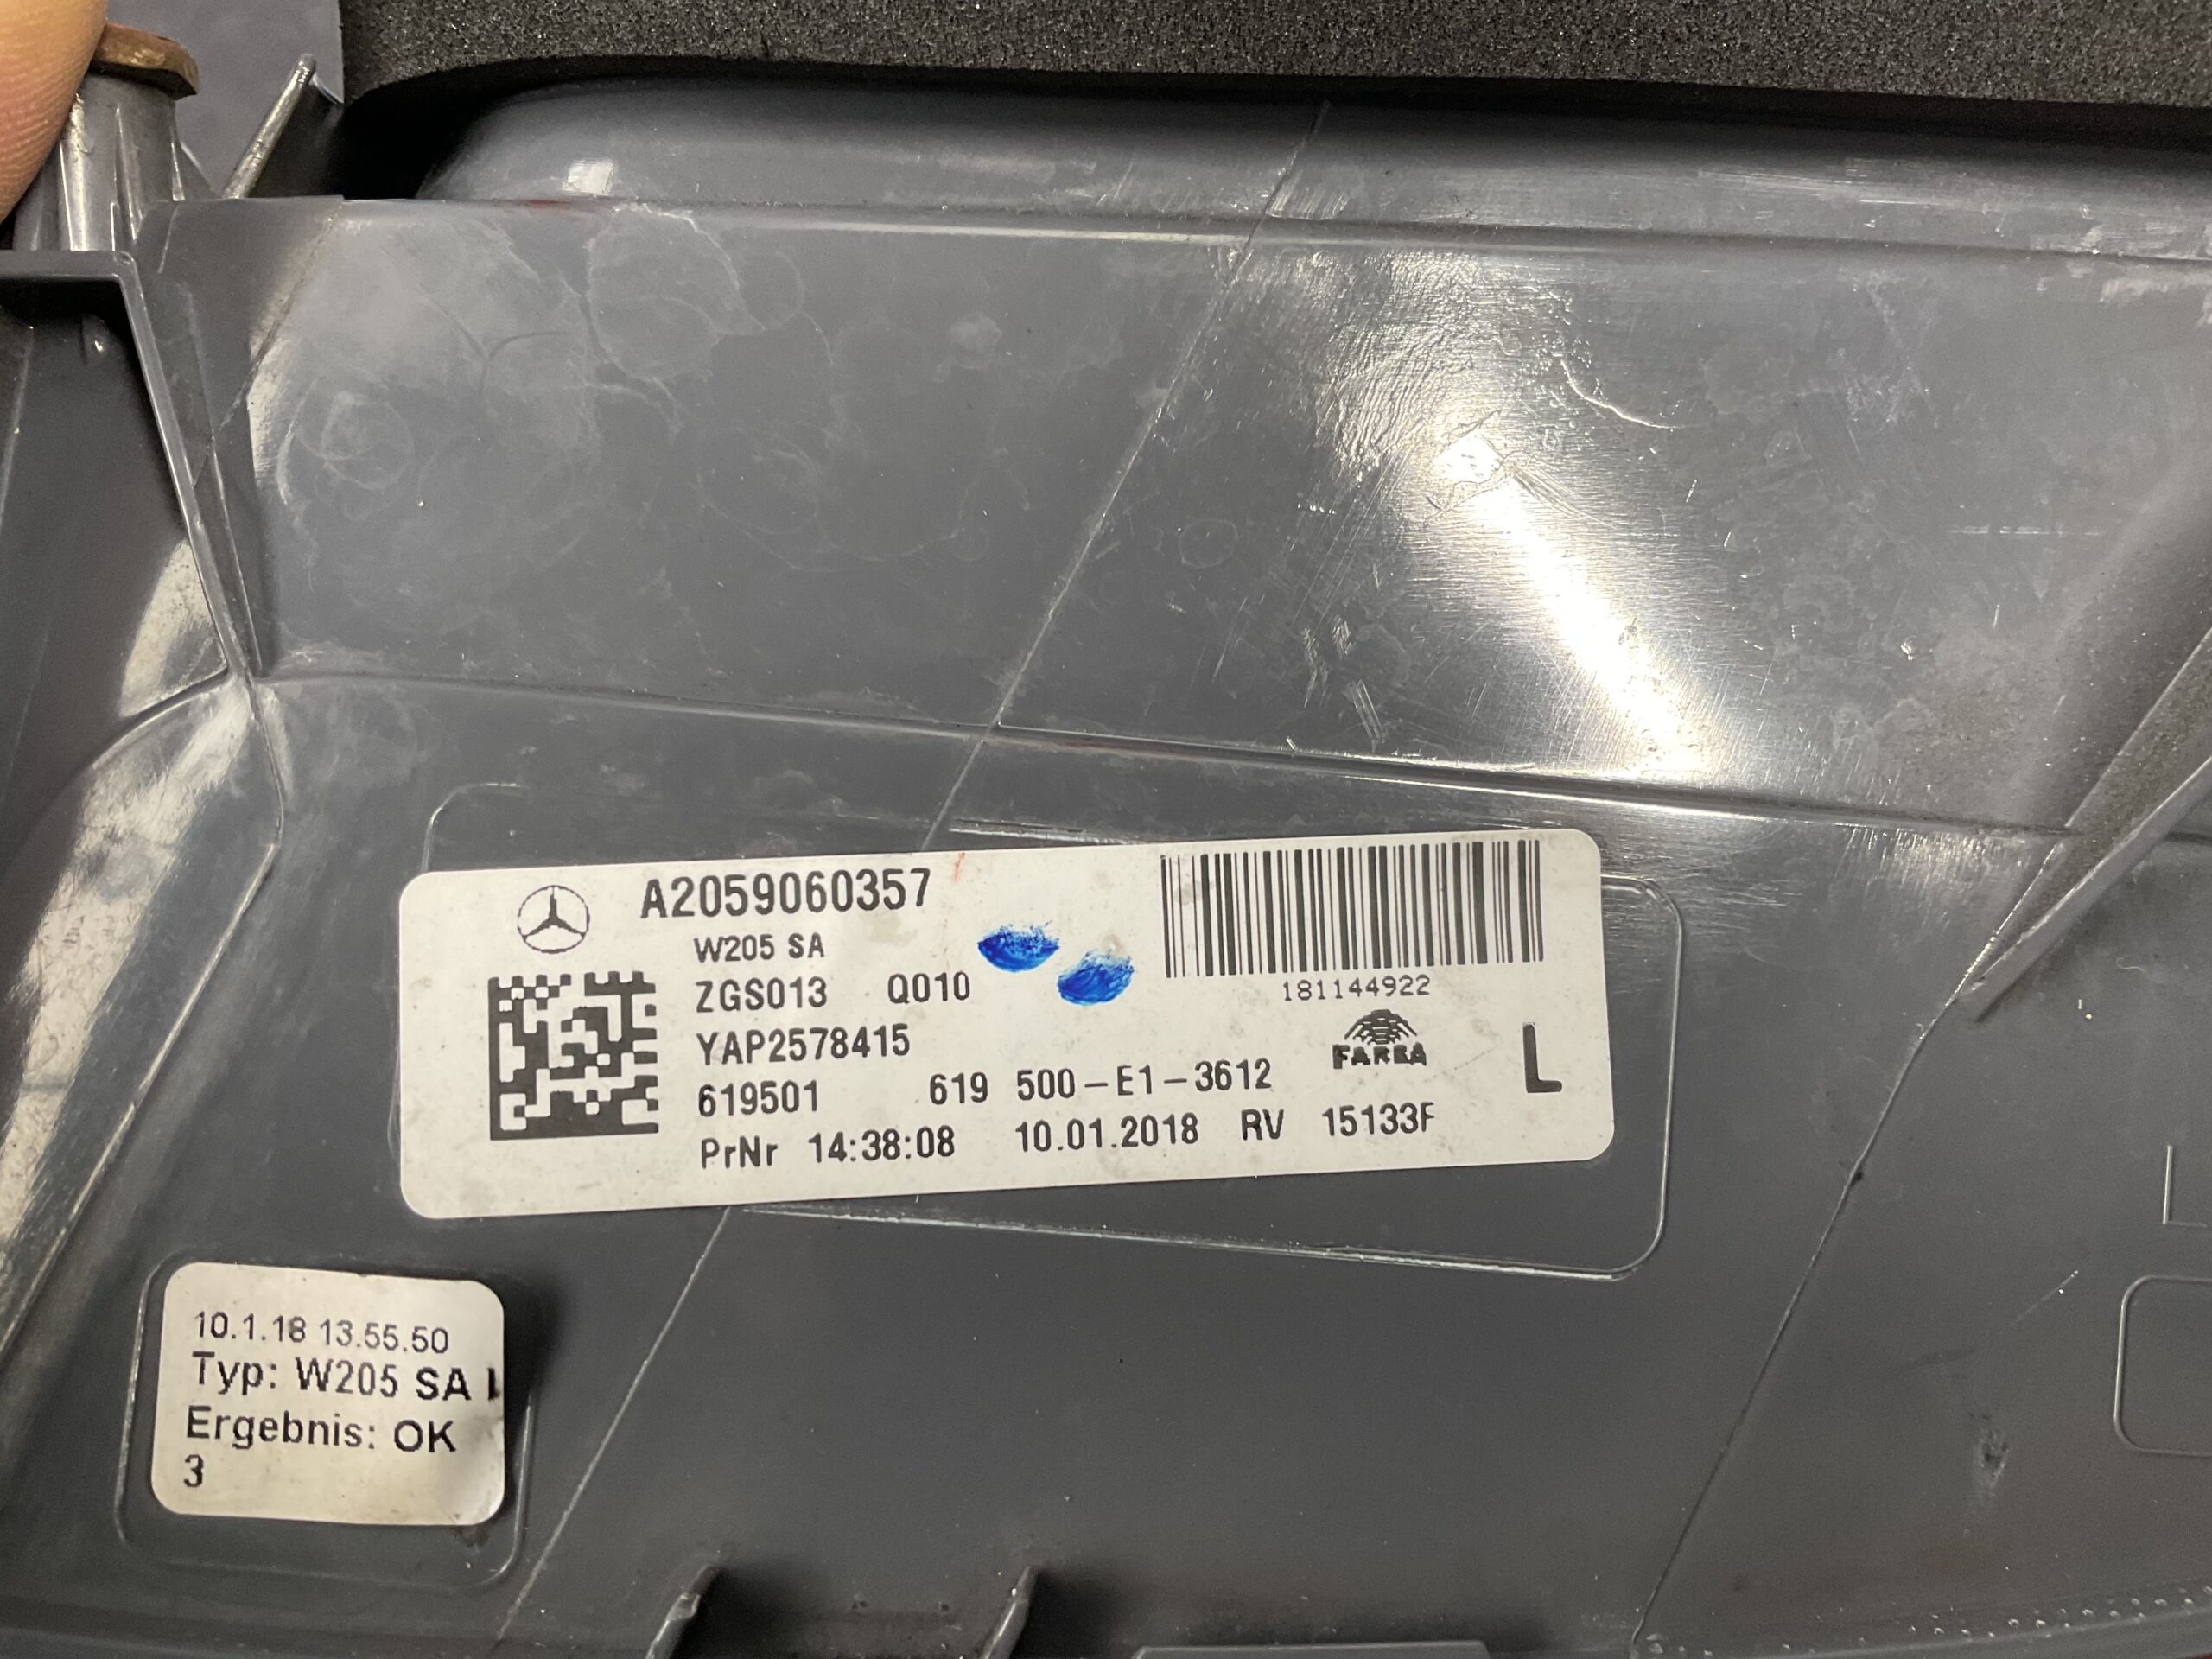 A2059060357
W205 SA
ZGS013 Q010
YAP2578415
619501 619 500-E1-3612
PrNr 14:38:08 10.01.2018 RV 15133F
181144922
FARBA
L
10.1.18 13.55.50
Typ: W205 SA
Ergebnis: OK
3